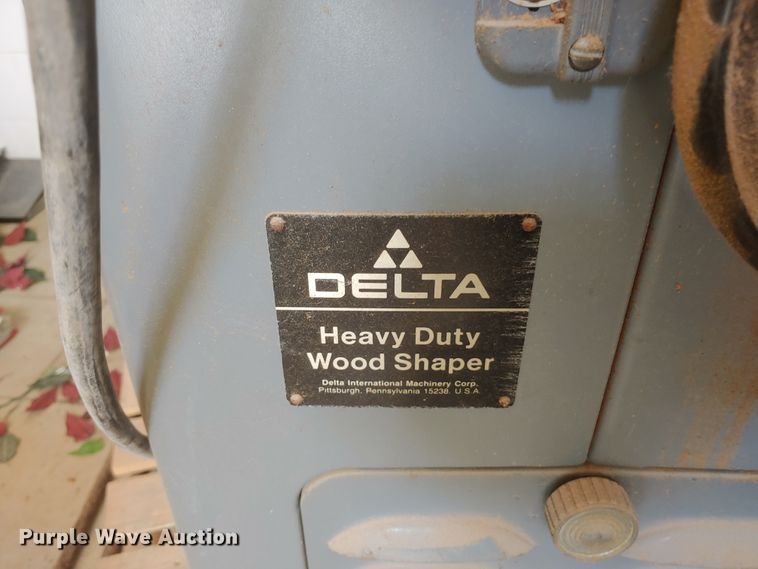 DELTA
Heavy Duty
Wood Shaper
Delta International Machinery Corp.
Pittsburgh, Pennsylvania 15238 U.S.A.
Purple Wave Auction